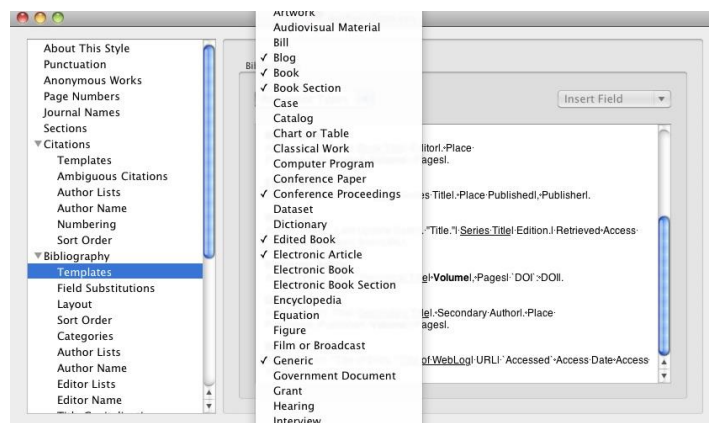 About This Style
Punctuation
Anonymous Works
Page Numbers
Journal Names
Sections
Citations
Templates
Ambiguous Citations
Author Lists
Author Name
Numbering
Sort Order
Bibliography
Templates
Field Substitutions
Layout
Sort Order
Categories
Author Lists
Author Name
Editor Lists
Editor Name
Artwork
Audiovisual Material
Bill
✓ Blog
✓ Book
✓ Book Section
Case
Catalog
Chart or Table
Classical Work
Computer Program
Conference Paper
✓ Conference Proceedings
Dataset
Dictionary
✓ Edited Book
✓ Electronic Article
Electronic Book
Electronic Book Section
Encyclopedia
Equation
Figure
Film or Broadcast
✓ Generic
Government Document
Grant
Hearing
Interview
Insert Field
Place·
Title|.·Place·Published|,·Publisher|.
"Title."|·Series·Title|·Edition.|·Retrieved·Access·
Volume|,·Pages|·`DOI`:·DOI|.
Secondary·Author|.·Place·
of·WebLog|·URL|·`Accessed`·Access·Date·Access·